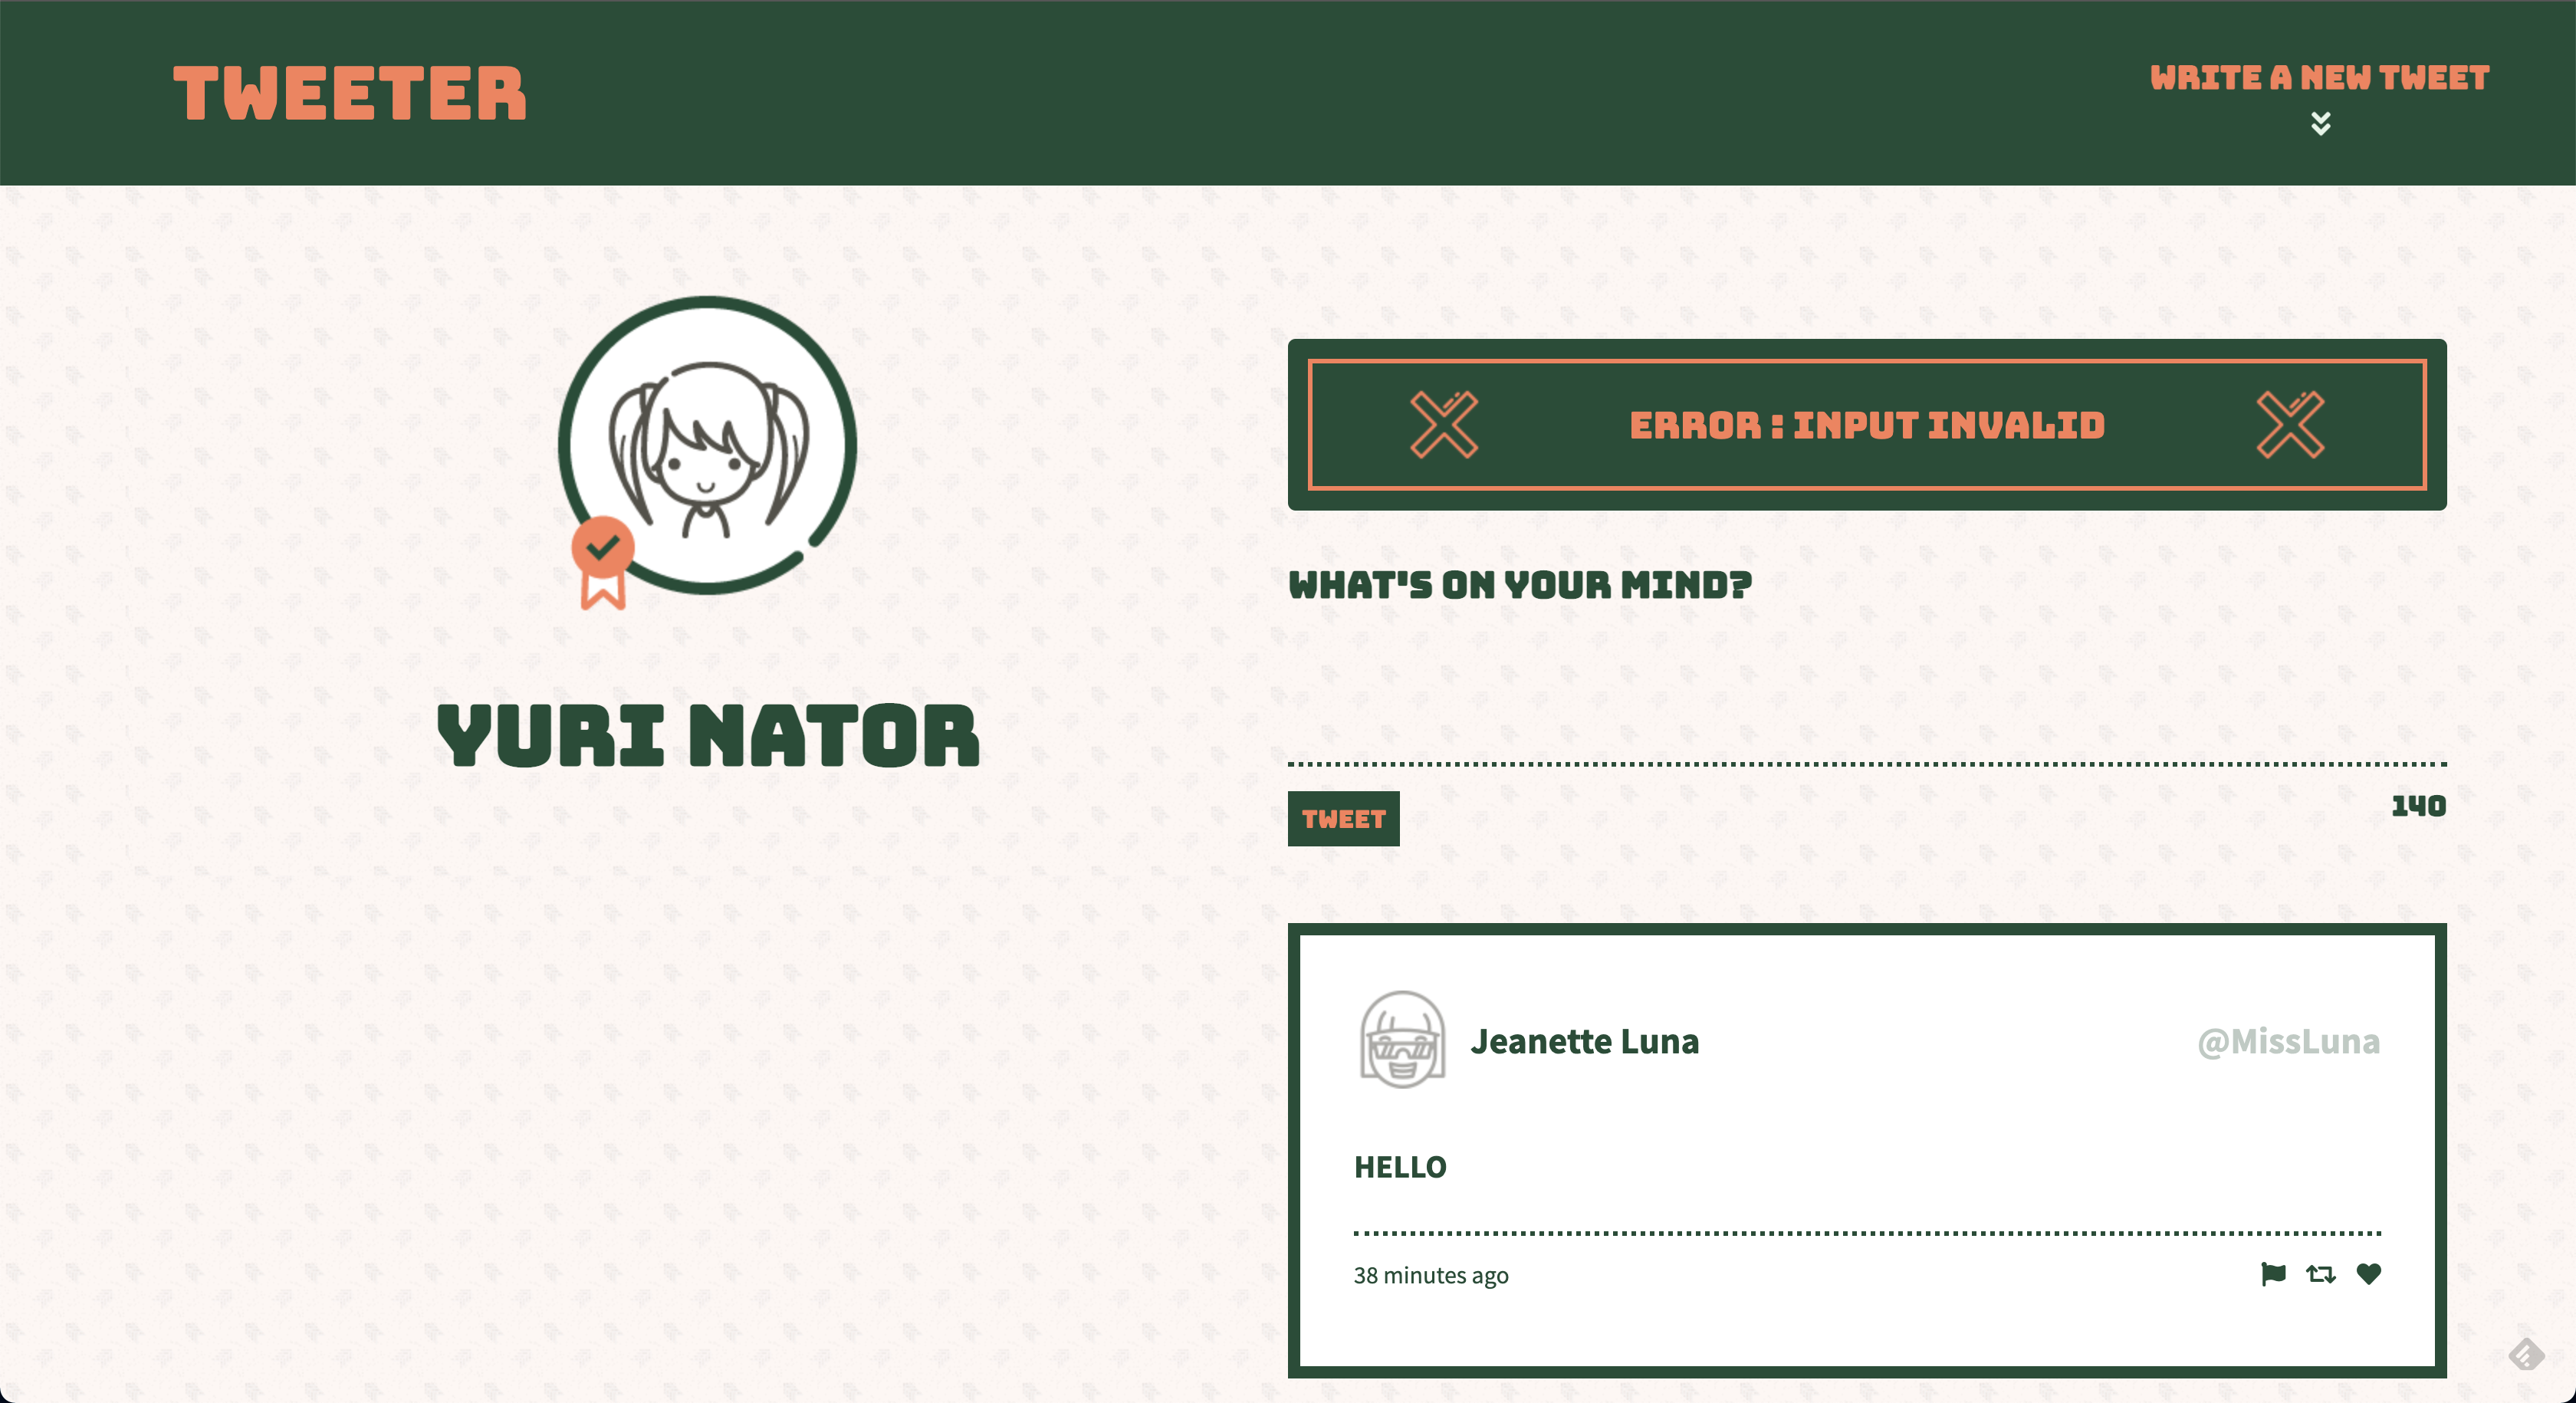 TWEETER
WRITE A NEW TWEET
YURI NATOR
ERROR : INPUT INVALID
WHAT'S ON YOUR MIND?
TWEET
140
Jeanette Luna
@MissLuna
HELLO
38 minutes ago